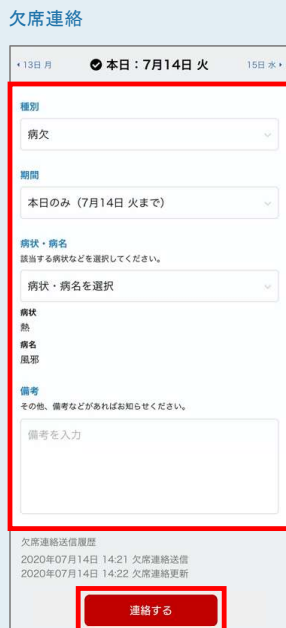 欠席連絡
13日 月
本日：7月14日 火
15日 水
種別
病欠
期間
本日のみ（7月14日 火まで）
病状・病名
該当する病状などを選択してください。
病状・病名を選択
病状
熱
病名
風邪
備考
その他、備考などがあればお知らせください。
備考を入力
欠席連絡送信履歴
2020年07月14日 14:21 欠席連絡送信
2020年07月14日 14:22 欠席連絡更新
連絡する